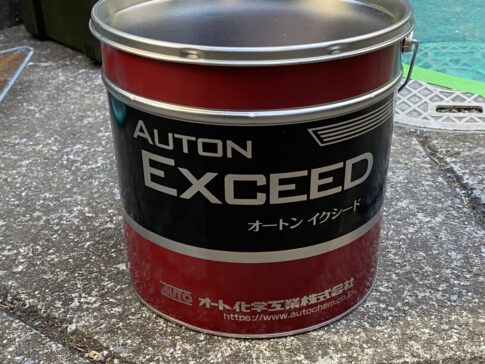 AUTON
EXCEED
オートン イクシード
AUTO オート化学工業株式会社
https://www.autochem.co.jp